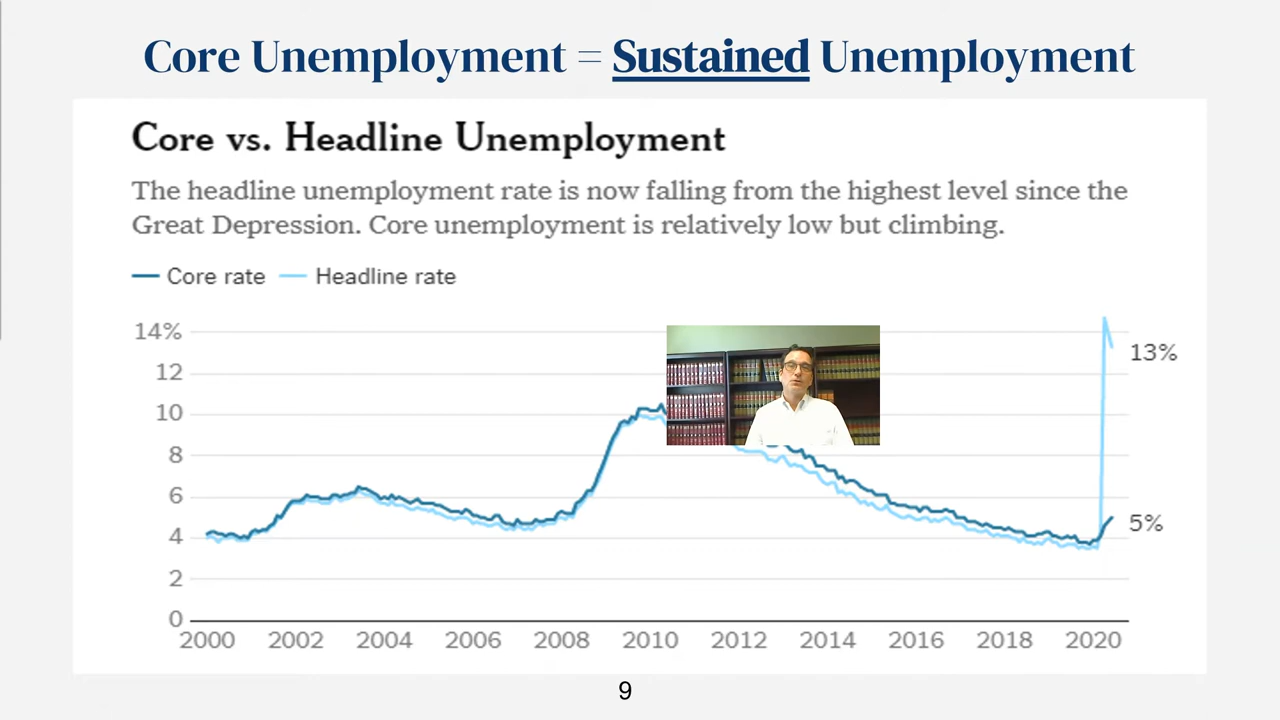 Core Unemployment = Sustained Unemployment
Core vs. Headline Unemployment
The headline unemployment rate is now falling from the highest level since the
Great Depression. Core unemployment is relatively low but climbing.
Core rate Headline rate
14%
12
10
8
6
4
2
0
13%
5%
2000 2002 2004 2006 2008 2010 2012 2014 2016 2018 2020
9